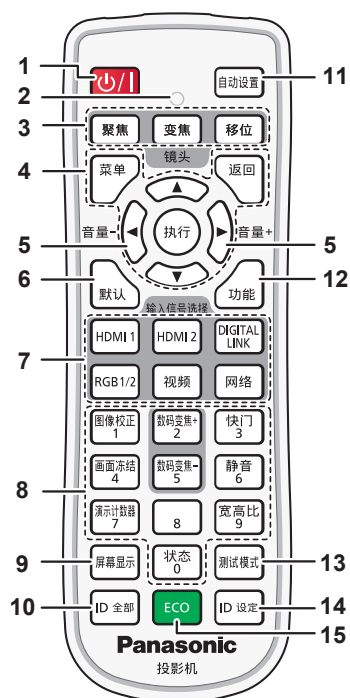 1
⏻/|
自动设置
11
2
3
聚焦
变焦
移位
镜头
4
菜单
返回
音量-
执行
音量+
5
5
6
默认
功能
12
输入信号选择
7
HDMI 1
HDMI 2
DIGITAL
LINK
RGB1/2
视频
网络
8
图像校正
1
数码变焦+
2
快门
3
画面冻结
4
数码变焦-
5
静音
6
演示计数器
7
8
宽高比
9
9
屏幕显示
状态
0
测试模式
13
10
ID 全部
ECO
ID 设定
14
15
Panasonic
投影机